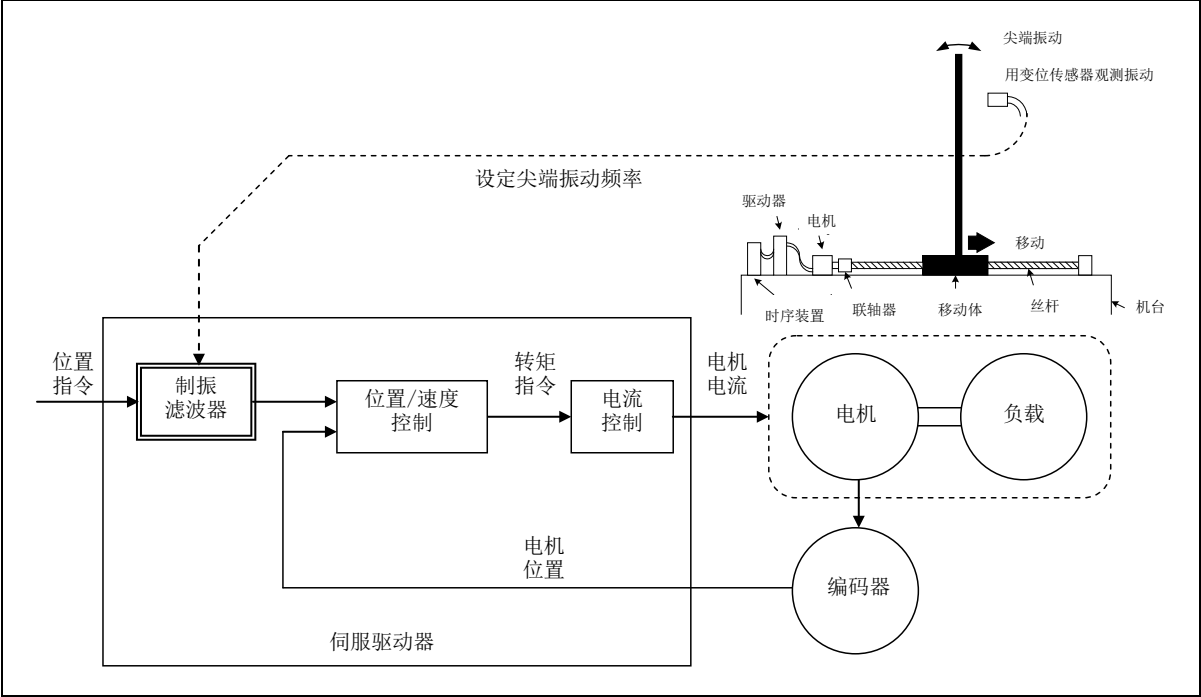 尖端振动
用变位传感器观测振动
设定尖端振动频率
驱动器
电机
移动
时序装置
联轴器
移动体
丝杆
机台
位置
指令
制振
滤波器
位置/速度
控制
转矩
指令
电流
控制
电机
电流
电机
负载
电机
位置
编码器
伺服驱动器